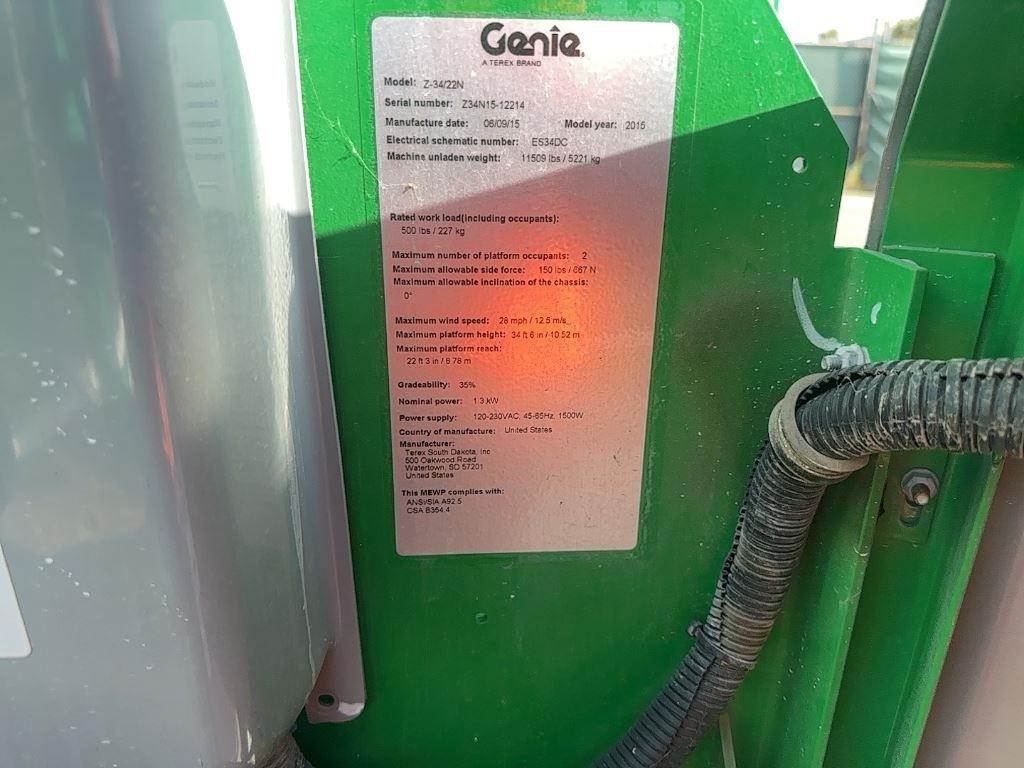 Genie
A TEREX BRAND
Model: Z-34/22N
Serial number: Z34N15-12214
Manufacture date: 06/09/15 Model year: 2015
Electrical schematic number: ES34DC
Machine unladen weight: 11509 lbs / 5221 kg
Rated work load(including occupants):
500 lbs / 227 kg
Maximum number of platform occupants: 2
Maximum allowable side force: 150 lbs / 667 N
Maximum allowable inclination of the chassis:
0°
Maximum wind speed: 28 mph / 12.5 m/s
Maximum platform height: 34 ft 6 in / 10.52 m
Maximum platform reach:
22 ft 3 in / 6.78 m
Gradeability: 35%
Nominal power: 1.3 kW
Power supply: 120-230VAC, 45-65Hz, 1500W
Country of manufacture: United States
Manufacturer:
Terex South Dakota, Inc
500 Oakwood Road
Watertown, SD 57201
United States
This MEWP complies with:
ANSI/SIA A92.5
CSA B354.4